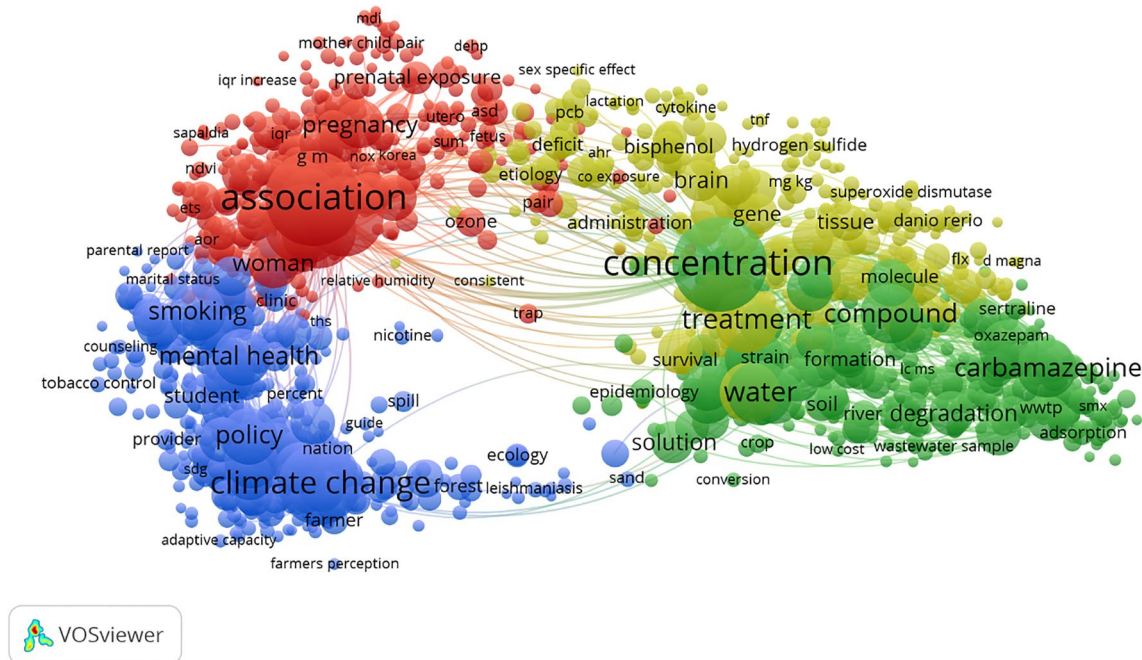 mdi
mother child pair
dehp
iqr increase
prenatal exposure
sex specific effect
lactation
cytokine
sapaldia
iqr
pregnancy
utero
asd
pcb
tnf
g m
nox korea
sum
fetus
deficit
ahr
bisphenol
hydrogen sulfide
ndvi
etiology
co exposure
brain
mg kg
superoxide dismutase
ets
association
pair
ozone
administration
gene
tissue
danio rerio
aor
parental report
woman
marital status
clinic
relative humidity
consistent
concentration
molecule
flx
d magna
smoking
ths
trap
treatment
compound
sertraline
counseling
nicotine
oxazepam
mental health
survival
strain
formation
lc ms
carbamazepine
tobacco control
student
percent
spill
epidemiology
water
soil
river
degradation
wwtp
smx
guide
provider
policy
nation
solution
crop
low cost
wastewater sample
adsorption
sdg
ecology
climate change
forest
leishmaniasis
sand
conversion
farmer
adaptive capacity
farmers perception
VOSviewer